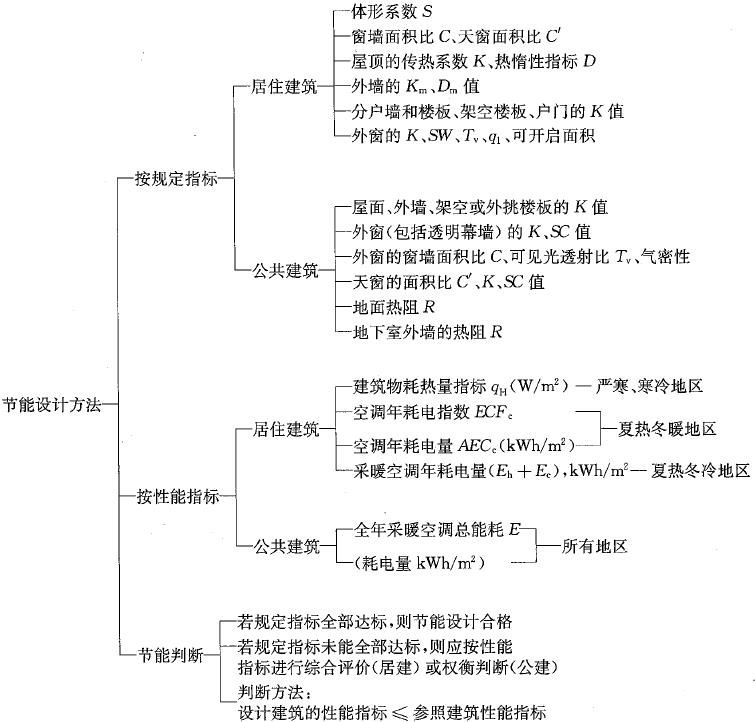 体形系数 S
窗墙面积比 C、天窗面积比 C′
屋顶的传热系数 K、热惰性指标 D
居住建筑
外墙的 Km、Dm 值
分户墙和楼板、架空楼板、户门的 K 值
外窗的 K、SW、Tv、q1、可开启面积
按规定指标
屋面、外墙、架空或外挑楼板的 K 值
外窗(包括透明幕墙)的 K、SC 值
外窗的窗墙面积比 C、可见光透射比 Tv、气密性
公共建筑
天窗的面积比 C′、K、SC 值
地面热阻 R
地下室外墙的热阻 R
节能设计方法
建筑物耗热量指标 qH(W/m²) — 严寒、寒冷地区
空调年耗电指数 ECFc
居住建筑
夏热冬暖地区
空调年耗电量 AECc(kWh/m²)
采暖空调年耗电量(Eh+Ec),kWh/m² — 夏热冬冷地区
按性能指标
全年采暖空调总能耗 E
公共建筑
所有地区
(耗电量 kWh/m²)
若规定指标全部达标,则节能设计合格
节能判断
若规定指标未能全部达标,则应按性能
指标进行综合评价(居建)或权衡判断(公建)
判断方法:
设计建筑的性能指标 ⩽ 参照建筑性能指标